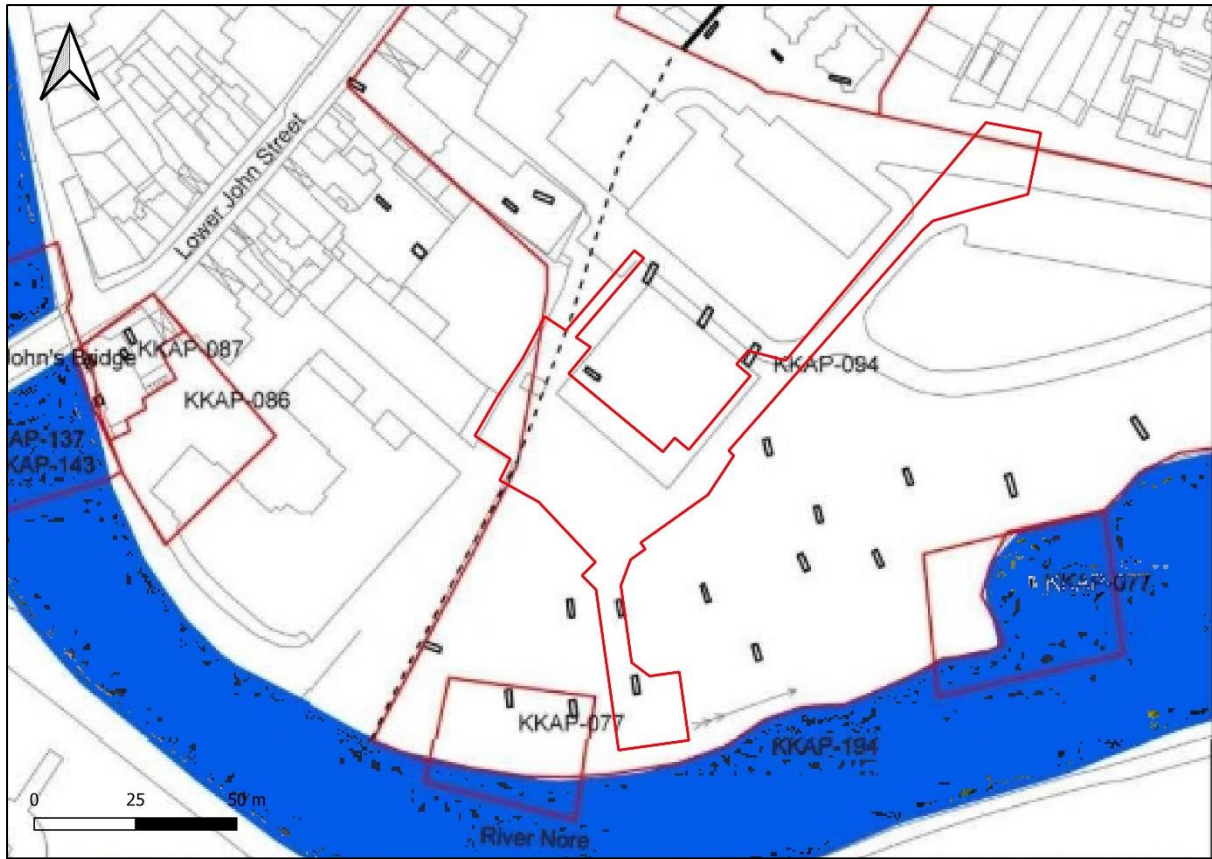 Lower John Street
KKAP-087
John's Bridge
KKAP-086
KKAP-094
AP-137
KAP-143
KKAP-077
KKAP-077
KKAP-194
0 25 50 m
River Nore